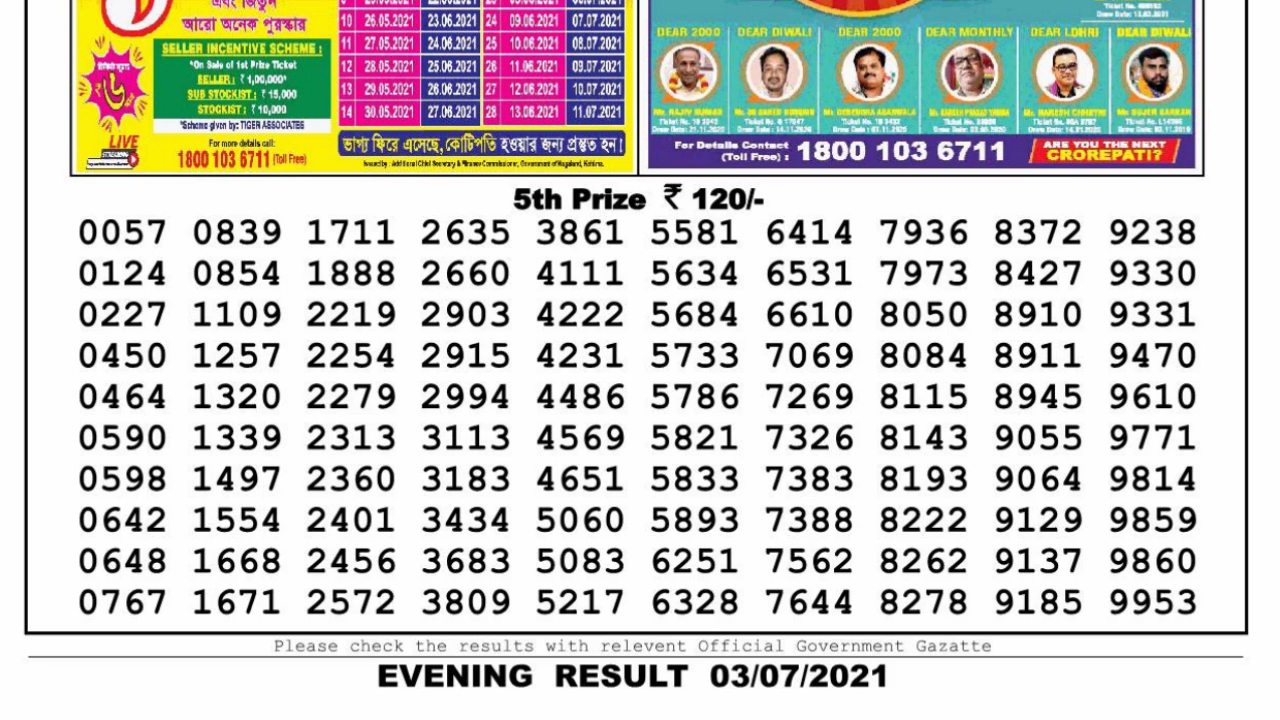 এবং জিতুন
আরো অনেক পুরস্কার
SELLER INCENTIVE SCHEME :
*On Sale of 1st Prize Ticket
SELLER : ₹ 1,00,000*
SUB STOCKIST : ₹ 15,000
STOCKIST : ₹ 10,000
*Scheme given by: TIGER ASSOCIATES
৬
LIVE
For more details call:
1800 103 6711 (Toll Free)
10 26.05.2021 23.06.2021 24 09.06.2021 07.07.2021
11 27.05.2021 24.06.2021 25 10.06.2021 08.07.2021
12 28.05.2021 25.06.2021 26 11.06.2021 09.07.2021
13 29.05.2021 26.06.2021 27 12.06.2021 10.07.2021
14 30.05.2021 27.06.2021 28 13.06.2021 11.07.2021
ভাগ্য ফিরে এসেছে, কোটিপতি হওয়ার জন্য প্রস্তুত হন !
Issued by : Additional Chief Secretary & Finance Commissioner, Government of Nagaland, Kohima.
DEAR 2000 DEAR DIWALI DEAR 2000 DEAR MONTHLY DEAR LOHRI DEAR DIWALI
For Details Contact
(Toll Free) : 1800 103 6711
ARE YOU THE NEXT
CROREPATI?
5th Prize ₹ 120/-
0057 0839 1711 2635 3861 5581 6414 7936 8372 9238
0124 0854 1888 2660 4111 5634 6531 7973 8427 9330
0227 1109 2219 2903 4222 5684 6610 8050 8910 9331
0450 1257 2254 2915 4231 5733 7069 8084 8911 9470
0464 1320 2279 2994 4486 5786 7269 8115 8945 9610
0590 1339 2313 3113 4569 5821 7326 8143 9055 9771
0598 1497 2360 3183 4651 5833 7383 8193 9064 9814
0642 1554 2401 3434 5060 5893 7388 8222 9129 9859
0648 1668 2456 3683 5083 6251 7562 8262 9137 9860
0767 1671 2572 3809 5217 6328 7644 8278 9185 9953
Please check the results with relevent Official Government Gazatte
EVENING RESULT 03/07/2021